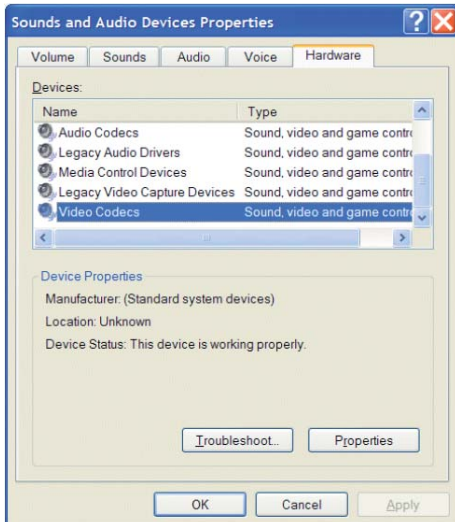 Sounds and Audio Devices Properties
Volume Sounds Audio Voice Hardware
Devices:
Name Type
Audio Codecs Sound, video and game contro
Legacy Audio Drivers Sound, video and game contro
Media Control Devices Sound, video and game contro
Legacy Video Capture Devices Sound, video and game contro
Video Codecs Sound, video and game contro
Device Properties
Manufacturer: (Standard system devices)
Location: Unknown
Device Status: This device is working properly.
Troubleshoot... Properties
OK Cancel Apply